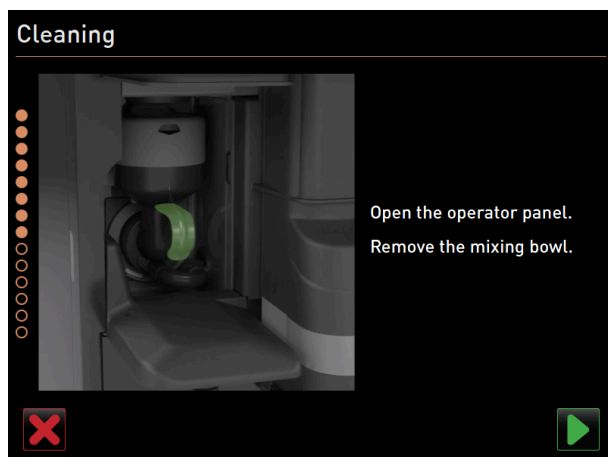 Cleaning
Open the operator panel.
Remove the mixing bowl.